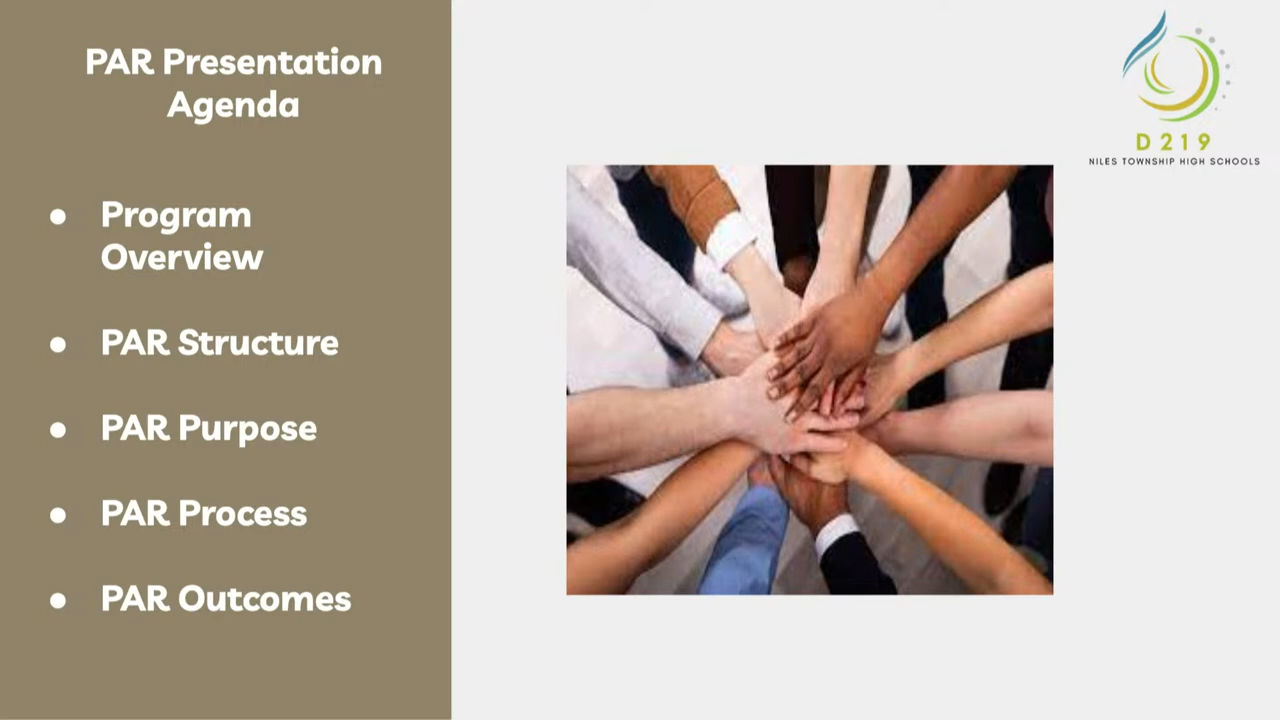 PAR Presentation
Agenda
● Program
Overview
● PAR Structure
● PAR Purpose
● PAR Process
● PAR Outcomes
D219
NILES TOWNSHIP HIGH SCHOOLS